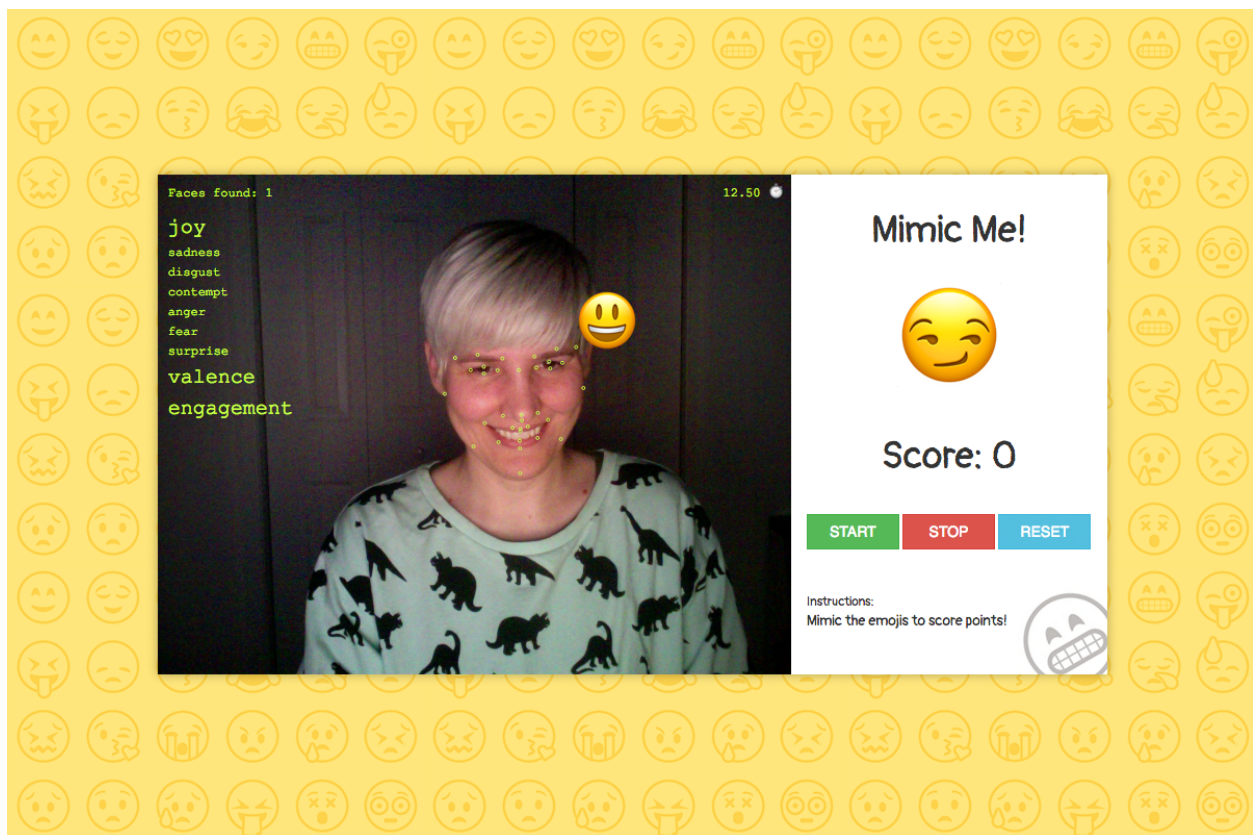 Faces found: 1
12.50
joy
sadness
disgust
contempt
anger
fear
surprise
valence
engagement
Mimic Me!
Score: 0
START STOP RESET
Instructions:
Mimic the emojis to score points!